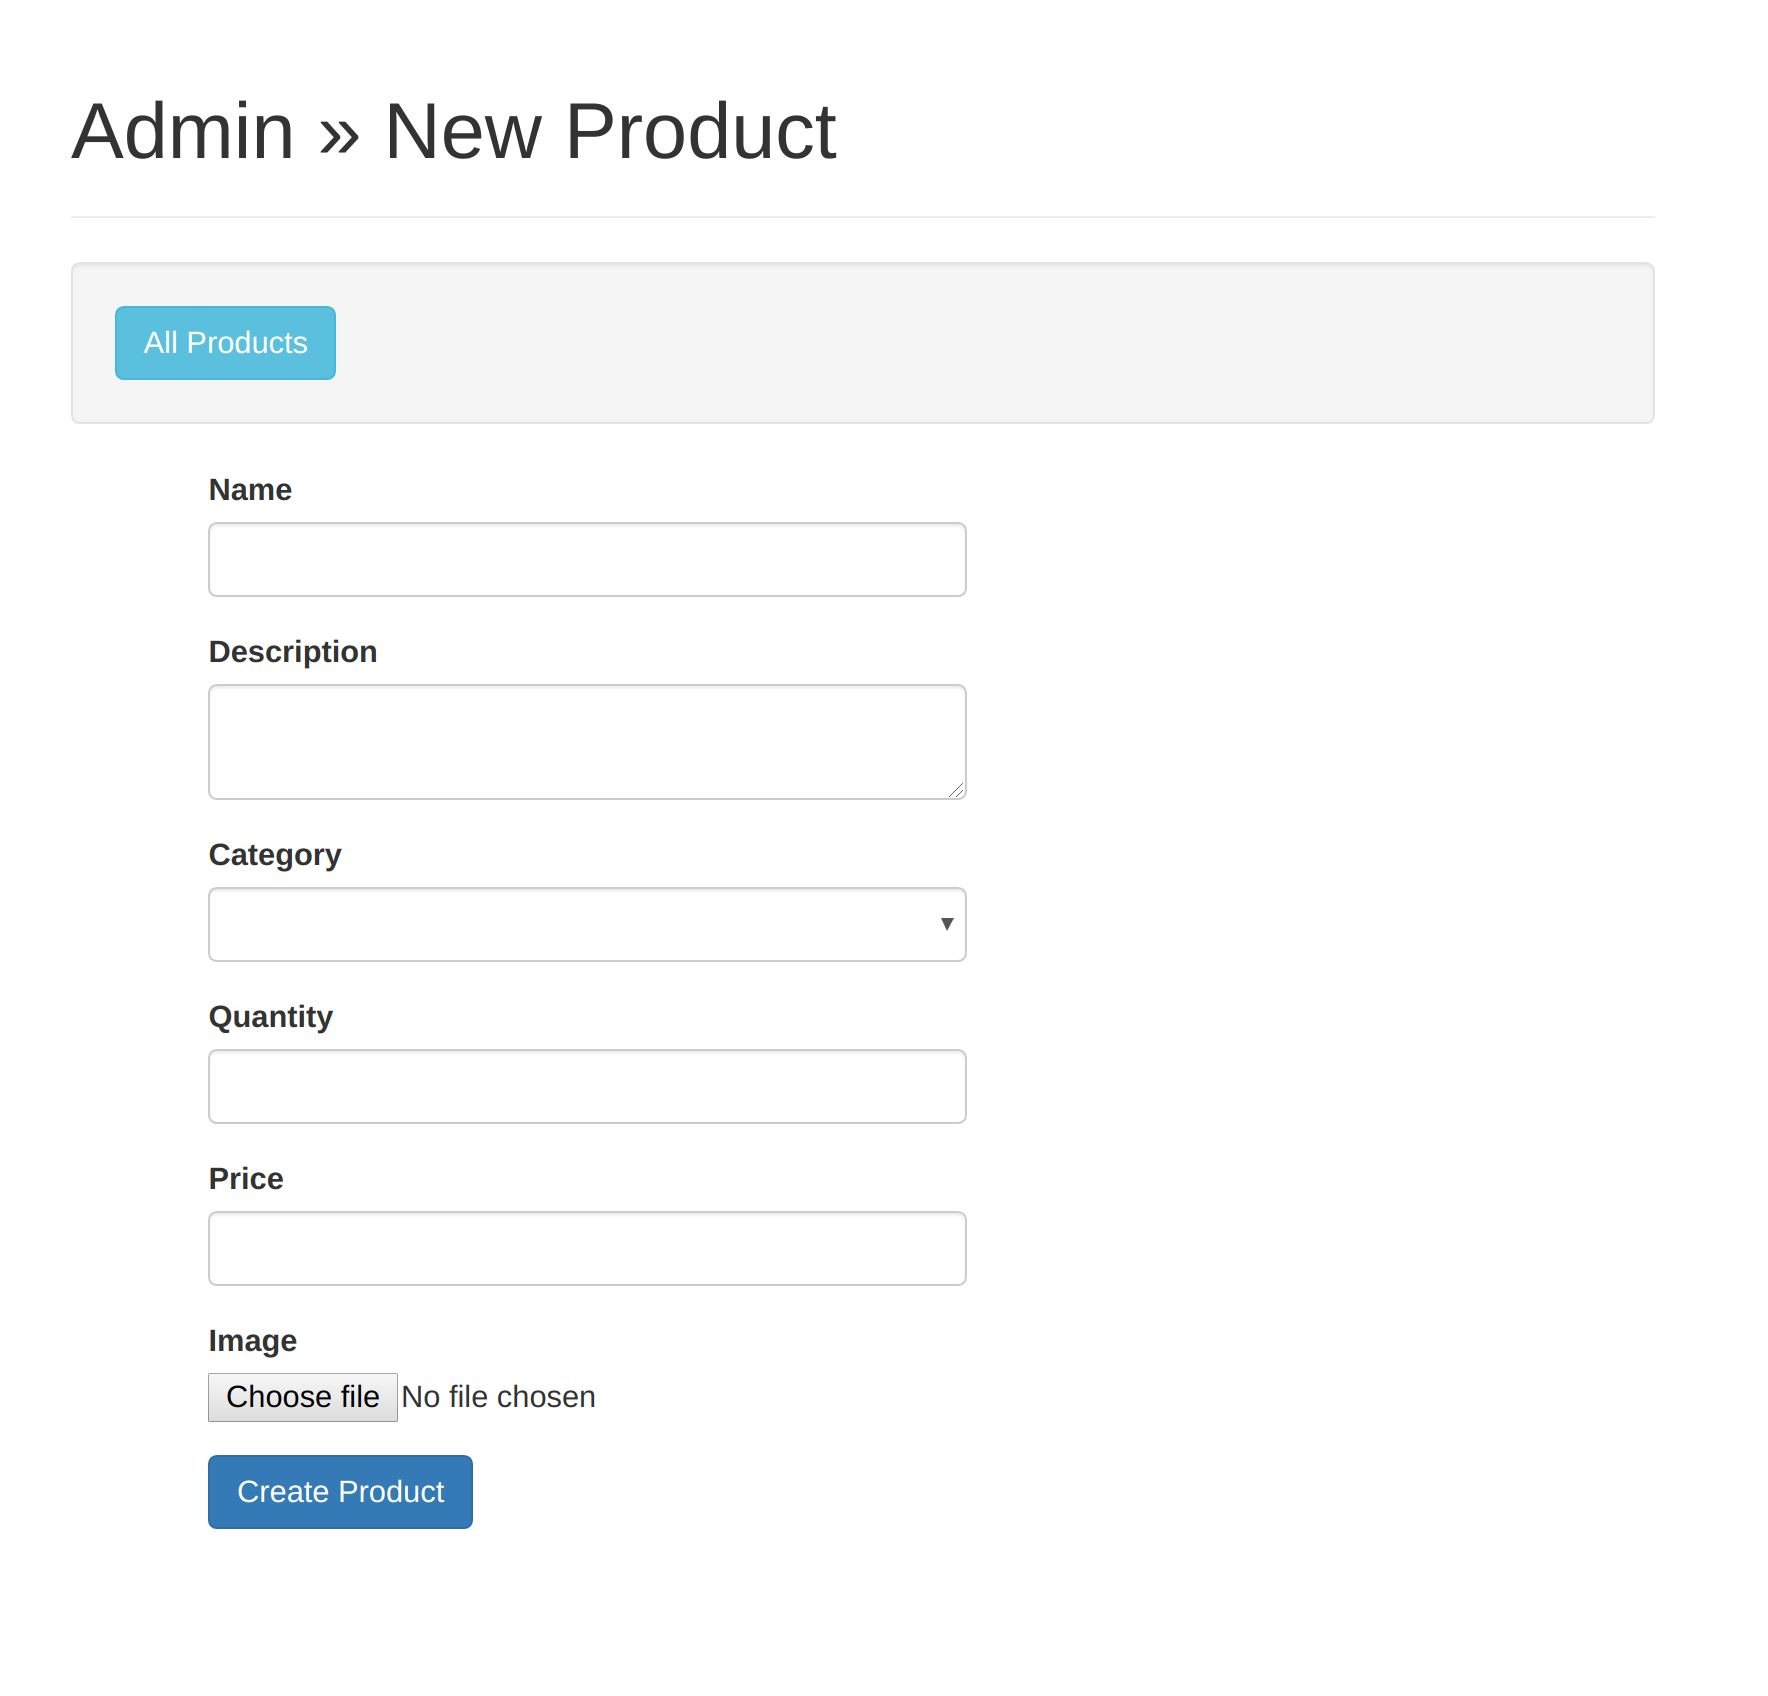 Admin » New Product
All Products
Name
Description
Category
Quantity
Price
Image
Choose file No file chosen
Create Product